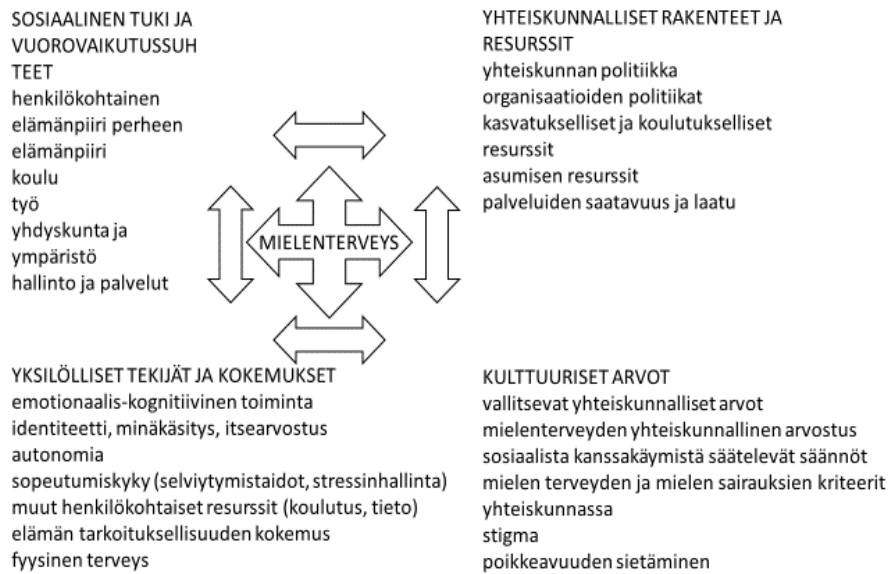 SOSIAALINEN TUKI JA
VUOROVAIKUTUSSUH
TEET
henkilökohtainen
elämänpiiri perheen
elämänpiiri
koulu
työ
yhdyskunta ja
ympäristö
hallinto ja palvelut
YHTEISKUNNALLISET RAKENTEET JA
RESURSSIT
yhteiskunnan politiikka
organisaatioiden politiikat
kasvatukselliset ja koulutukselliset
resurssit
asumisen resurssit
palveluiden saatavuus ja laatu
MIELENTERVEYS
YKSILÖLLISET TEKIJÄT JA KOKEMUKSET
emotionaalis-kognitiivinen toiminta
identiteetti, minäkäsitys, itsearvostus
autonomia
sopeutumiskyky (selviytymistaidot, stressinhallinta)
muut henkilökohtaiset resurssit (koulutus, tieto)
elämän tarkoituksellisuuden kokemus
fyysinen terveys
KULTTUURISET ARVOT
vallitsevat yhteiskunnalliset arvot
mielenterveyden yhteiskunnallinen arvostus
sosiaalista kanssakäymistä säätelevät säännöt
mielen terveyden ja mielen sairauksien kriteerit
yhteiskunnassa
stigma
poikkeavuuden sietäminen